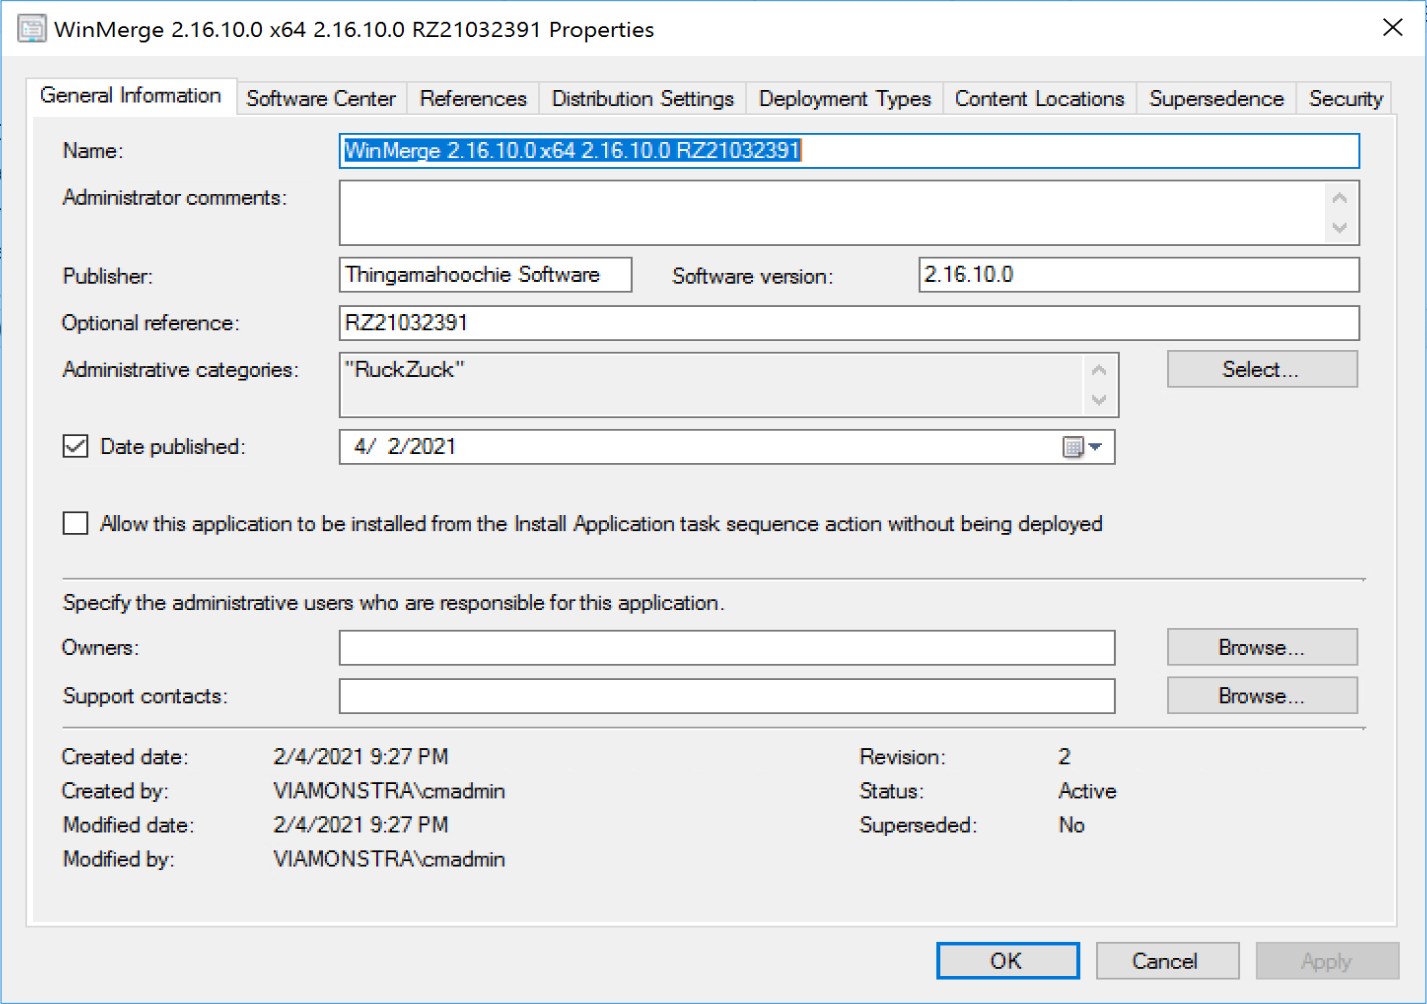 WinMerge 2.16.10.0 x64 2.16.10.0 RZ21032391 Properties
General Information Software Center References Distribution Settings Deployment Types Content Locations Supersedence Security
Name: WinMerge 2.16.10.0 x64 2.16.10.0 RZ21032391
Administrator comments:
Publisher: Thingamahoochie Software Software version: 2.16.10.0
Optional reference: RZ21032391
Administrative categories: "RuckZuck" Select...
Date published: 4/ 2/2021
Allow this application to be installed from the Install Application task sequence action without being deployed
Specify the administrative users who are responsible for this application.
Owners: Browse...
Support contacts: Browse...
Created date: 2/4/2021 9:27 PM Revision: 2
Created by: VIAMONSTRA\cmadmin Status: Active
Modified date: 2/4/2021 9:27 PM Superseded: No
Modified by: VIAMONSTRA\cmadmin
OK Cancel Apply